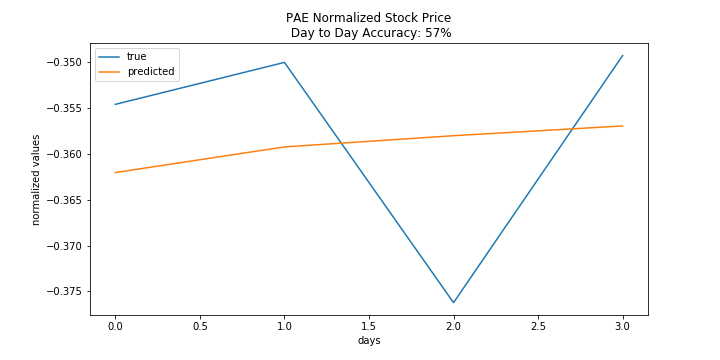 PAE Normalized Stock Price
Day to Day Accuracy: 57%
true
predicted
−0.350
−0.355
−0.360
−0.365
−0.370
−0.375
normalized values
0.0 0.5 1.0 1.5 2.0 2.5 3.0
days